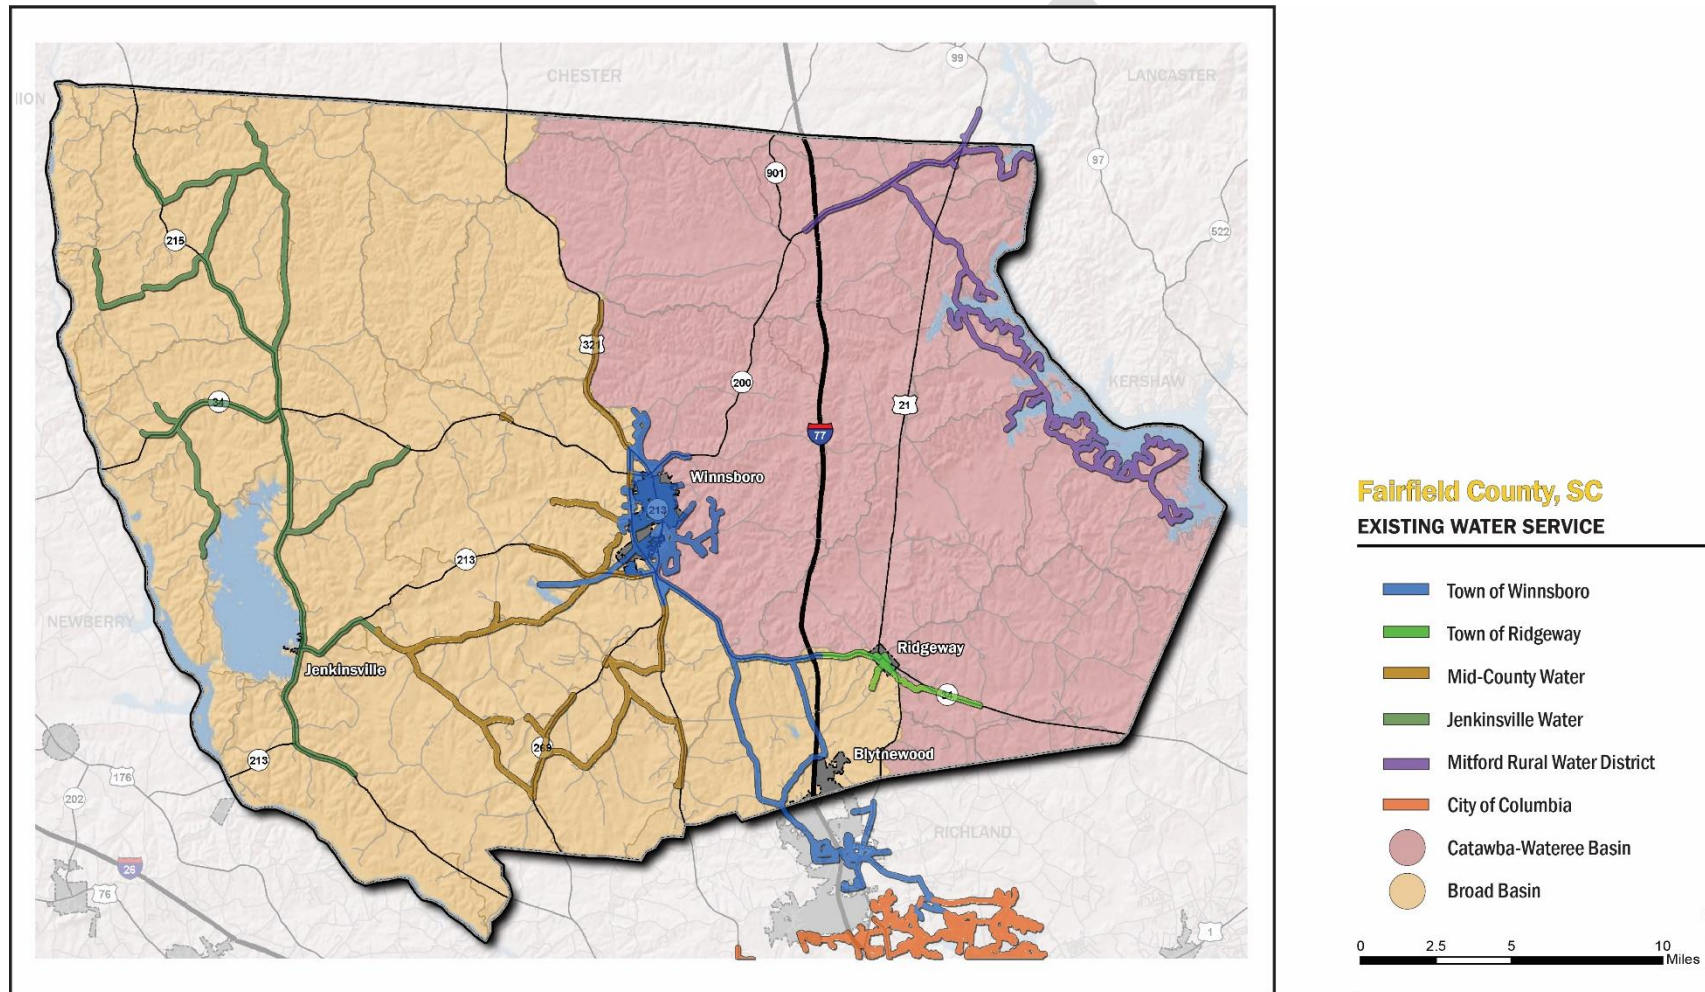 CHESTER
LANCASTER
99
ION
97
901
522
215
321
KERSHAW
200
21
34
77
Winnsboro
213
213
NEWBERRY
Ridgeway
Jenkinsville
34
269
Blythewood
213
176
202
RICHLAND
26
76
1
Fairfield County, SC
EXISTING WATER SERVICE
Town of Winnsboro
Town of Ridgeway
Mid-County Water
Jenkinsville Water
Mitford Rural Water District
City of Columbia
Catawba-Wateree Basin
Broad Basin
0 2.5 5 10
Miles